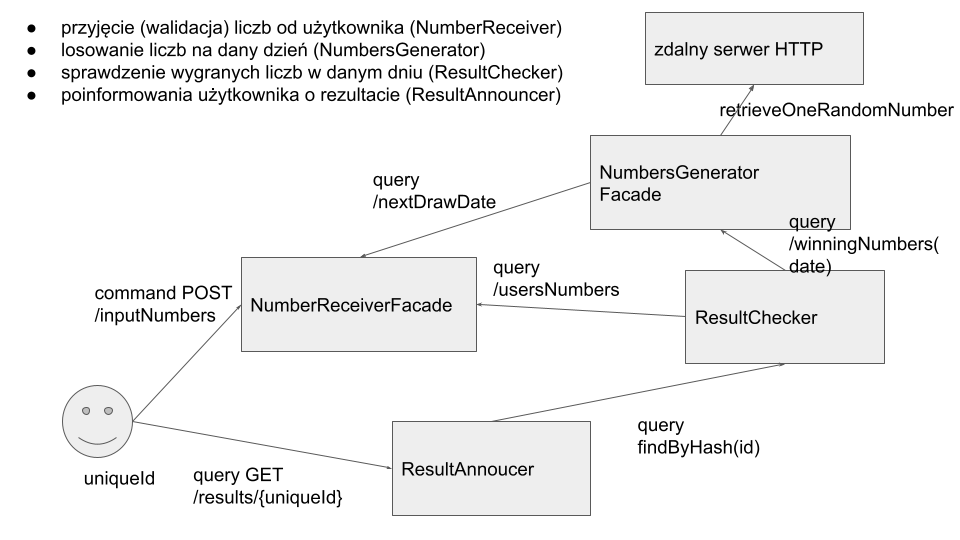 ● przyjęcie (walidacja) liczb od użytkownika (NumberReceiver)
● losowanie liczb na dany dzień (NumbersGenerator)
● sprawdzenie wygranych liczb w danym dniu (ResultChecker)
● poinformowania użytkownika o rezultacie (ResultAnnouncer)
zdalny serwer HTTP
retrieveOneRandomNumber
NumbersGenerator
Facade
query
/nextDrawDate
query
/winningNumbers(
date)
query
/usersNumbers
command POST
/inputNumbers
NumberReceiverFacade
ResultChecker
query
findByHash(id)
ResultAnnoucer
uniqueId
query GET
/results/{uniqueId}